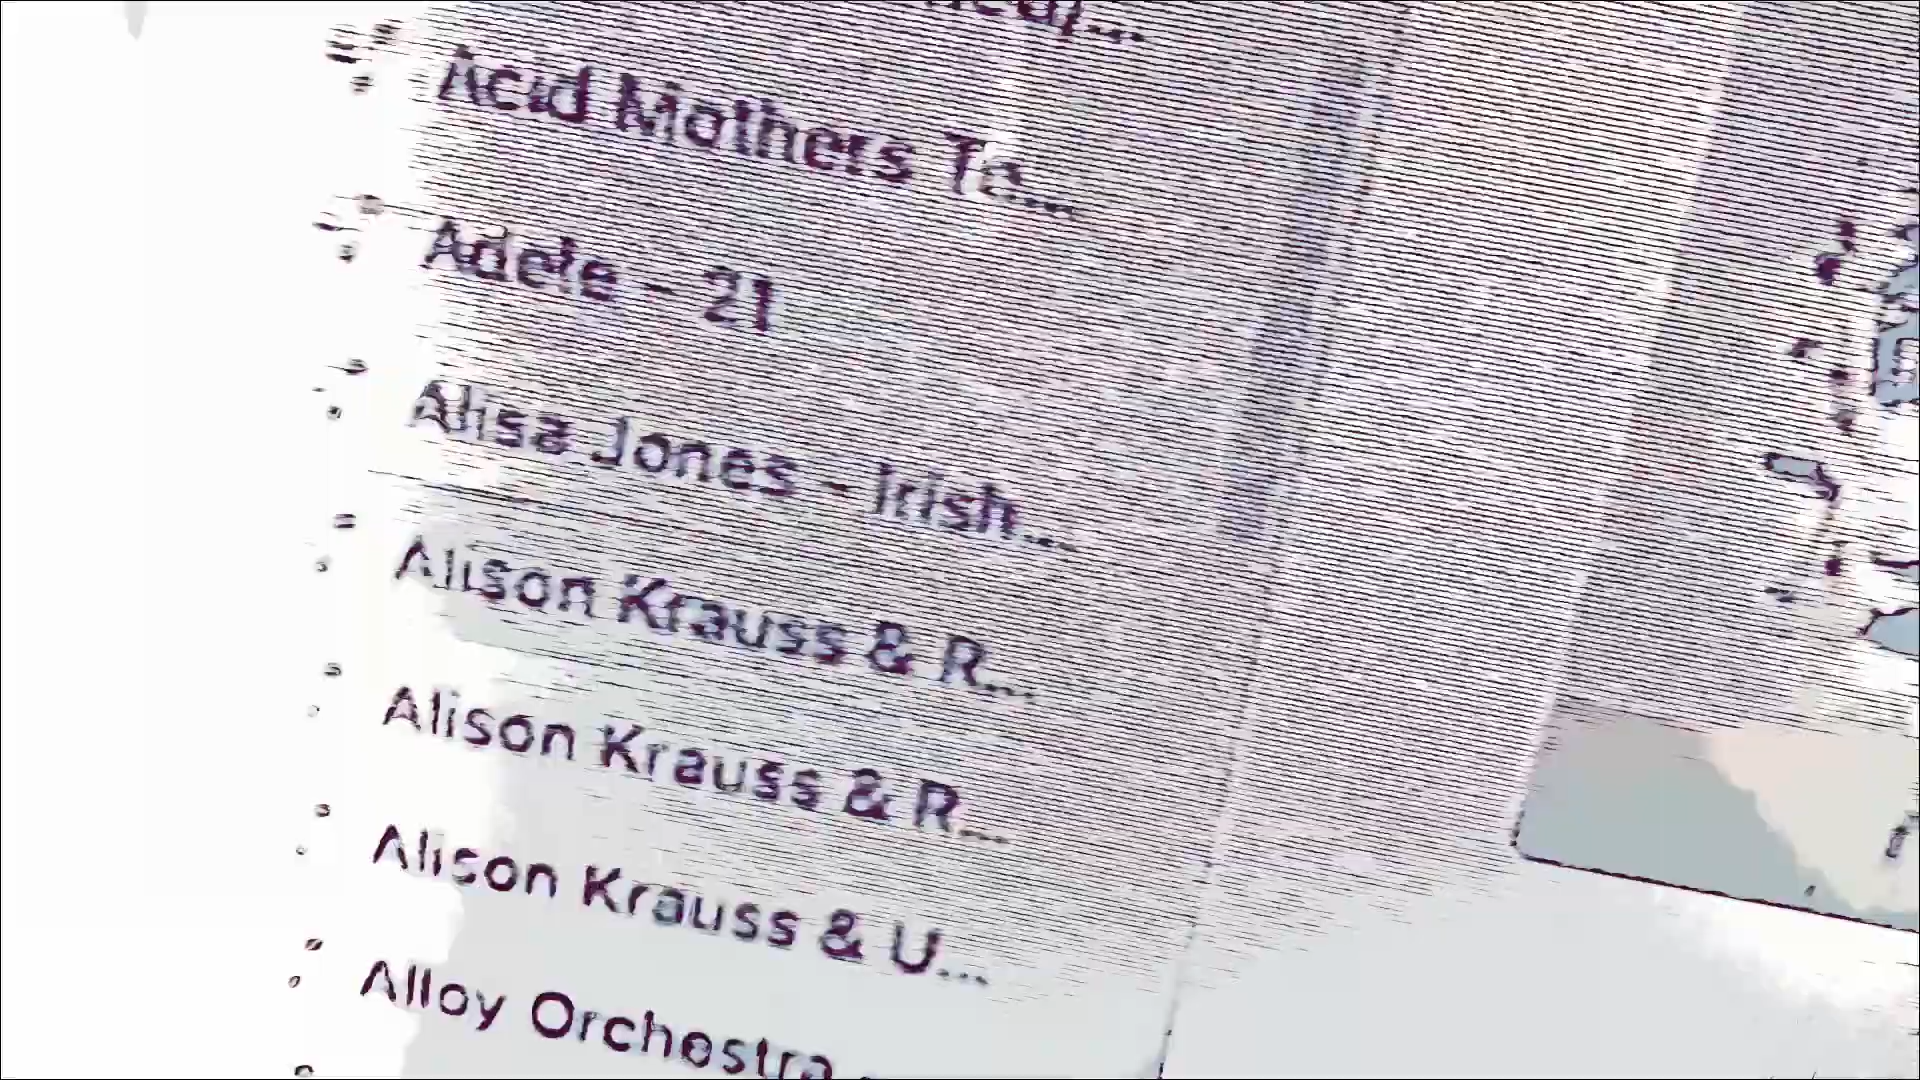 Acid Mothers Te...
Adele - 21
Alisa Jones - Irish...
Alison Krauss & R...
Alison Krauss & R...
Alison Krauss & U...
Alloy Orchestra